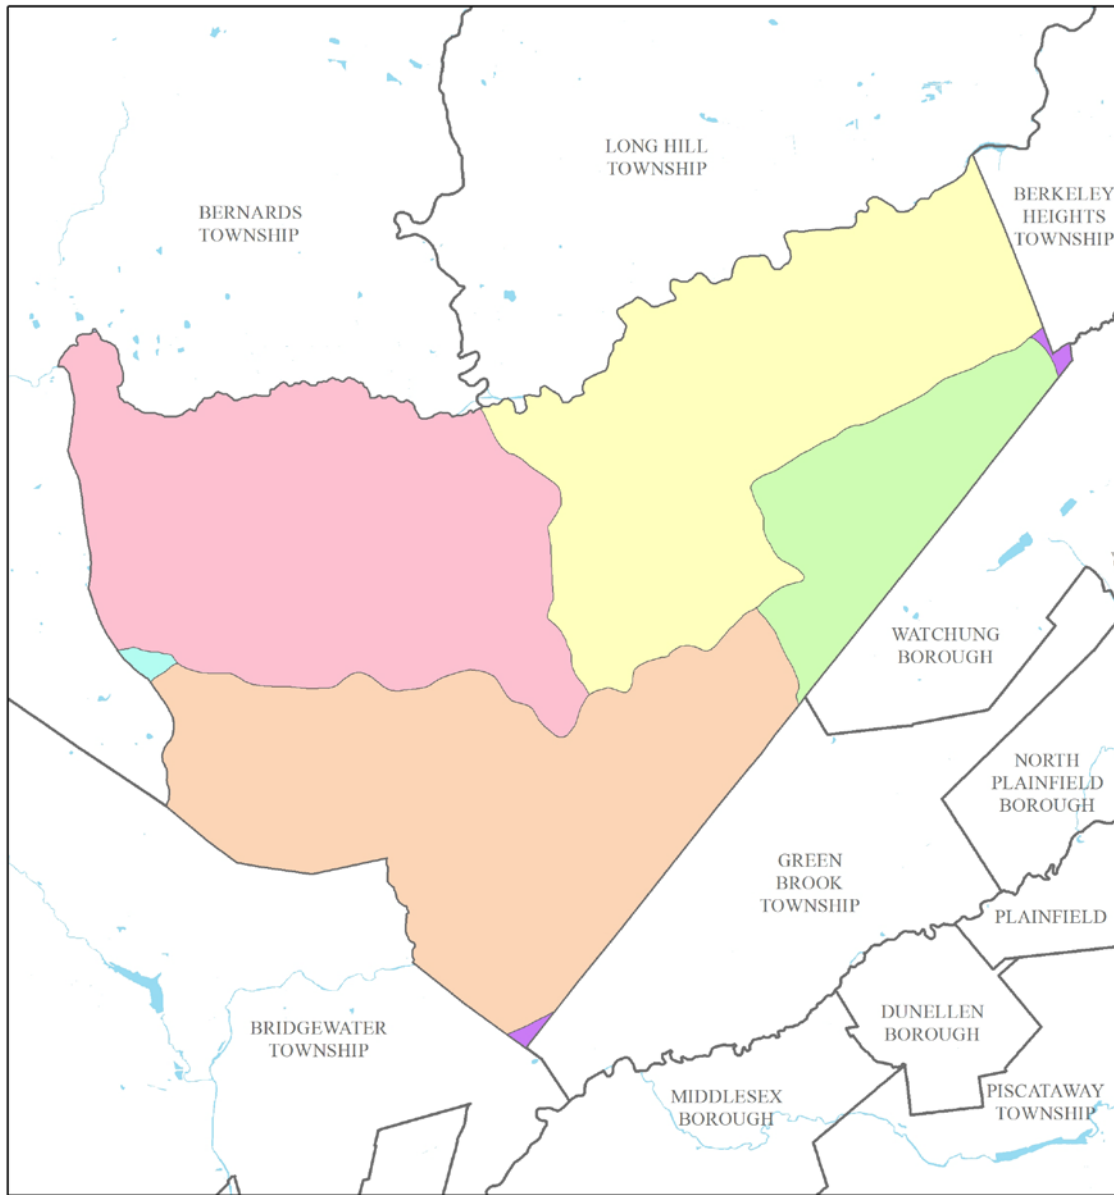 LONG HILL
TOWNSHIP
BERNARDS
TOWNSHIP
BERKELEY
HEIGHTS
TOWNSHIP
WATCHUNG
BOROUGH
NORTH
PLAINFIELD
BOROUGH
GREEN
BROOK
TOWNSHIP
PLAINFIELD
DUNELLEN
BOROUGH
BRIDGEWATER
TOWNSHIP
MIDDLESEX
BOROUGH
PISCATAWAY
TOWNSHIP